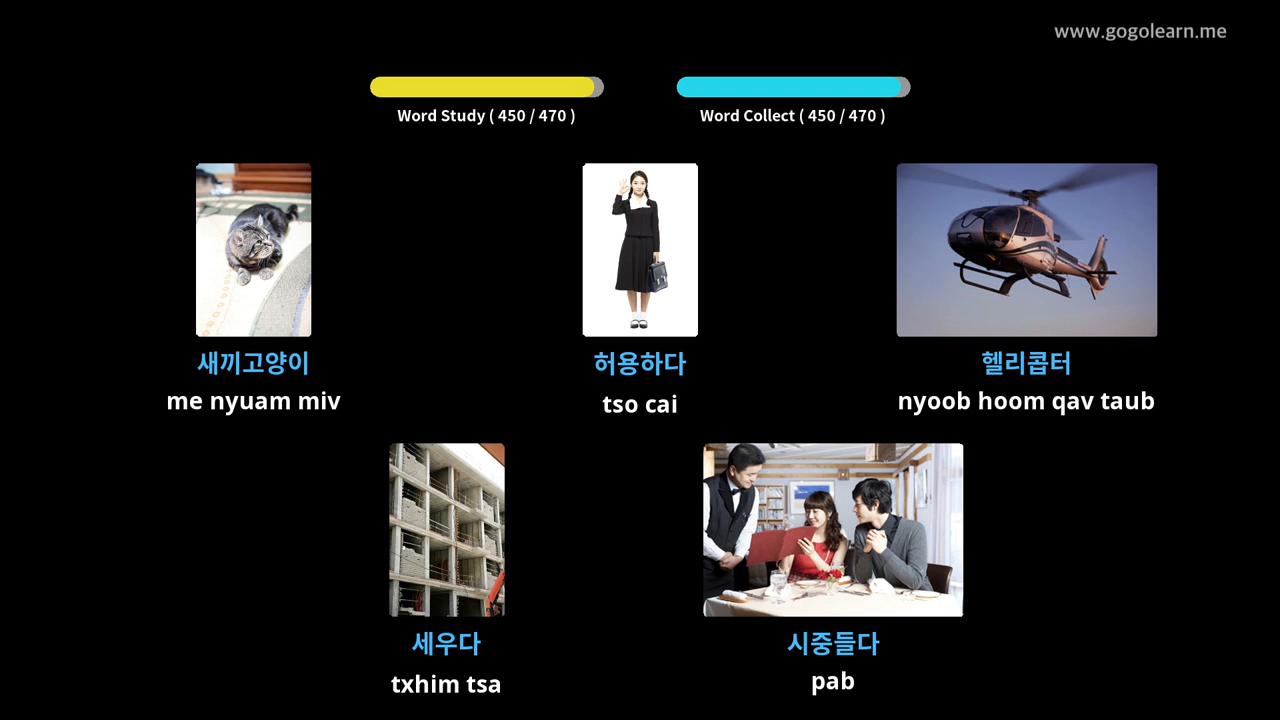 www.gogolearn.me
Word Study ( 450 / 470 )
Word Collect ( 450 / 470 )
새끼고양이
me nyuam miv
허용하다
tso cai
헬리콥터
nyoob hoom qav taub
세우다
txhim tsa
시중들다
pab